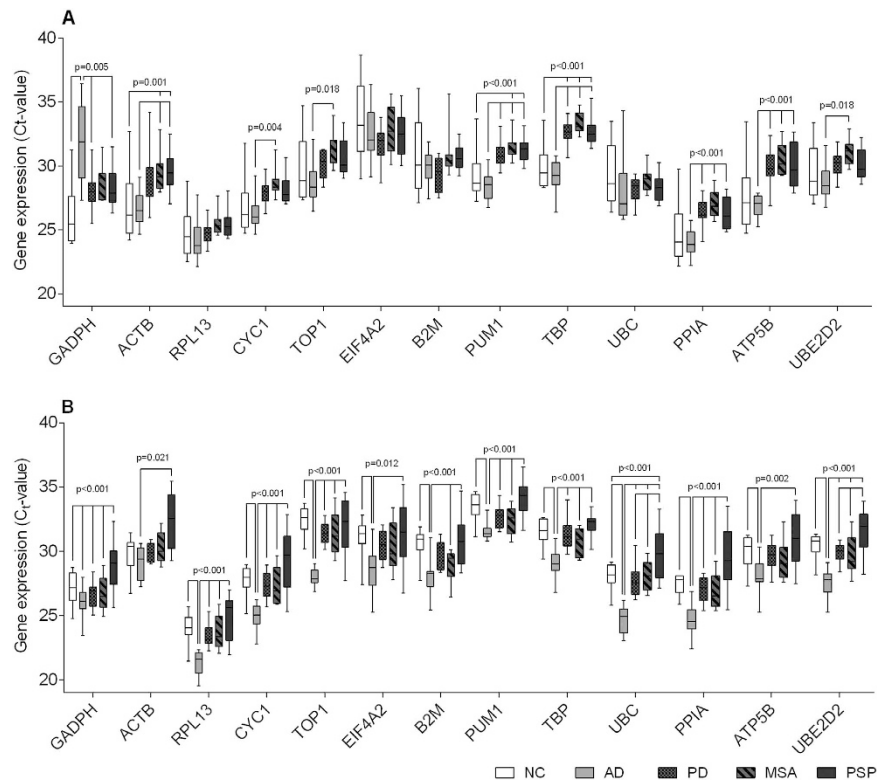 A
Gene expression (Ct-value)
40
35
30
25
20
p=0.005
p=0.001
p=0.004
p=0.018
p<0.001
p<0.001
p<0.001
p<0.001
p=0.018
GADPH
ACTB
RPL13
CYC1
TOP1
EIF4A2
B2M
PUM1
TBP
UBC
PPIA
ATP5B
UBE2D2
B
Gene expression (Ct-value)
40
35
30
25
20
p<0.001
p=0.021
p<0.001
p<0.001
p<0.001
p=0.012
p<0.001
p<0.001
p<0.001
p<0.001
p<0.001
p=0.002
p<0.001
GADPH
ACTB
RPL13
CYC1
TOP1
EIF4A2
B2M
PUM1
TBP
UBC
PPIA
ATP5B
UBE2D2
NC AD PD MSA PSP